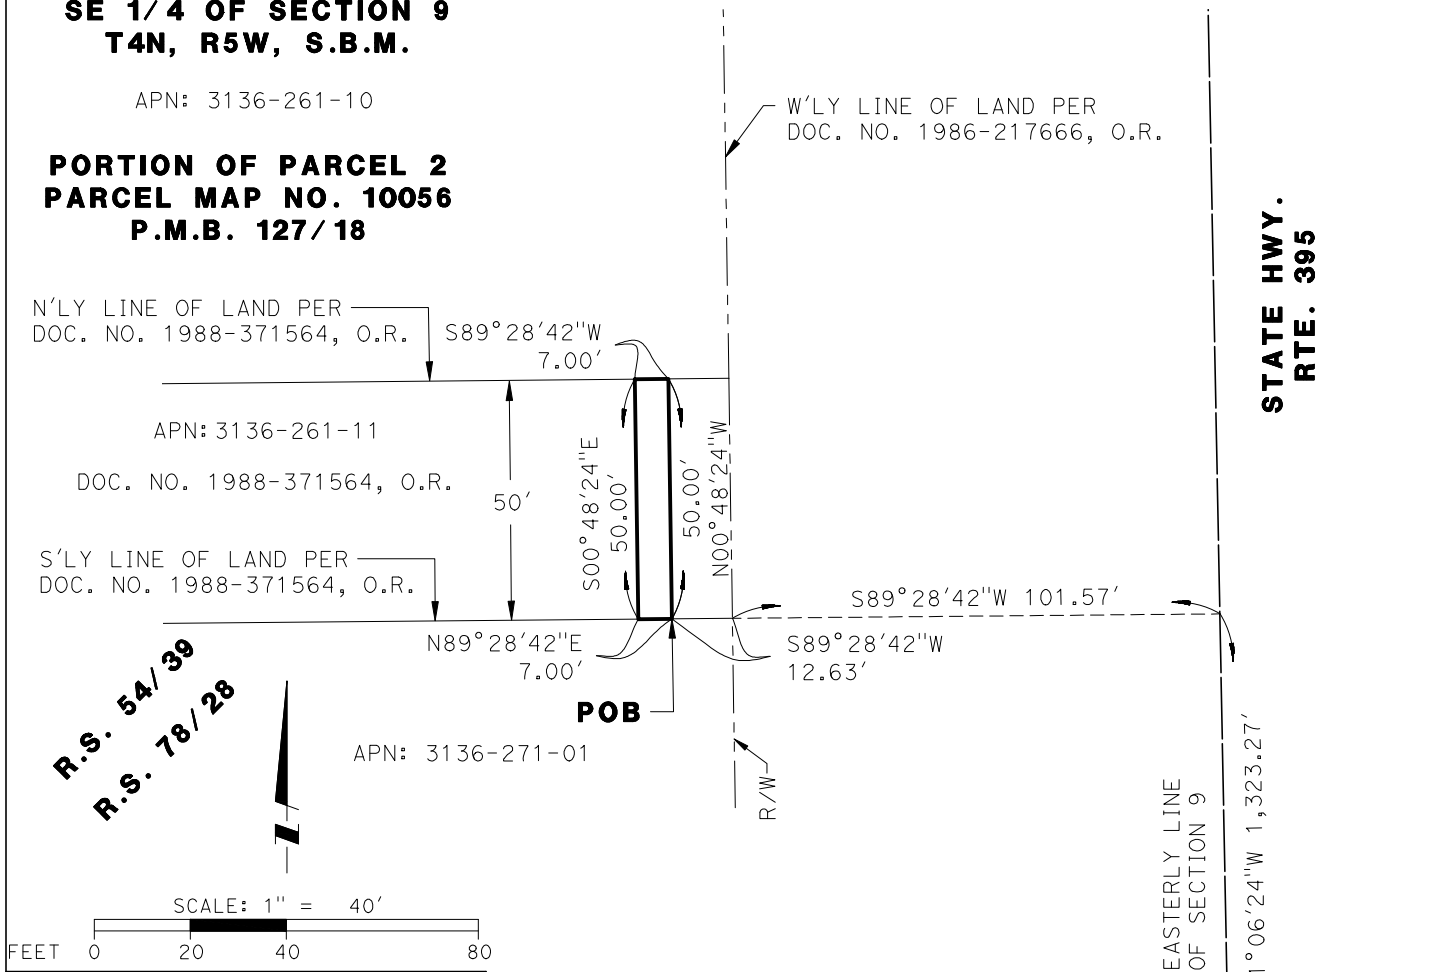 SE 1/4 OF SECTION 9
T4N, R5W, S.B.M.
APN: 3136-261-10
PORTION OF PARCEL 2
PARCEL MAP NO. 10056
P.M.B. 127/18
W'LY LINE OF LAND PER
DOC. NO. 1986-217666, O.R.
STATE HWY.
RTE. 395
N'LY LINE OF LAND PER
DOC. NO. 1988-371564, O.R.
S89°28'42"W
7.00'
APN: 3136-261-11
DOC. NO. 1988-371564, O.R.
50'
S00°48'24"E
50.00'
50.00'
N00°48'24"W
S'LY LINE OF LAND PER
DOC. NO. 1988-371564, O.R.
S89°28'42"W 101.57'
N89°28'42"E
7.00'
S89°28'42"W
12.63'
POB
R.S. 54/39
R.S. 78/28
APN: 3136-271-01
R/W
EASTERLY LINE
OF SECTION 9
1°06'24"W 1,323.27'
SCALE: 1" = 40'
FEET 0 20 40 80